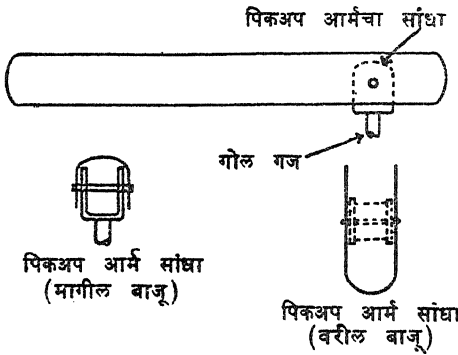 पिकअप आर्मचा सांधा
गोल गज
पिकअप आर्म सांधा
(मागील बाजू)
पिकअप आर्म सांधा
(वरील बाजू)